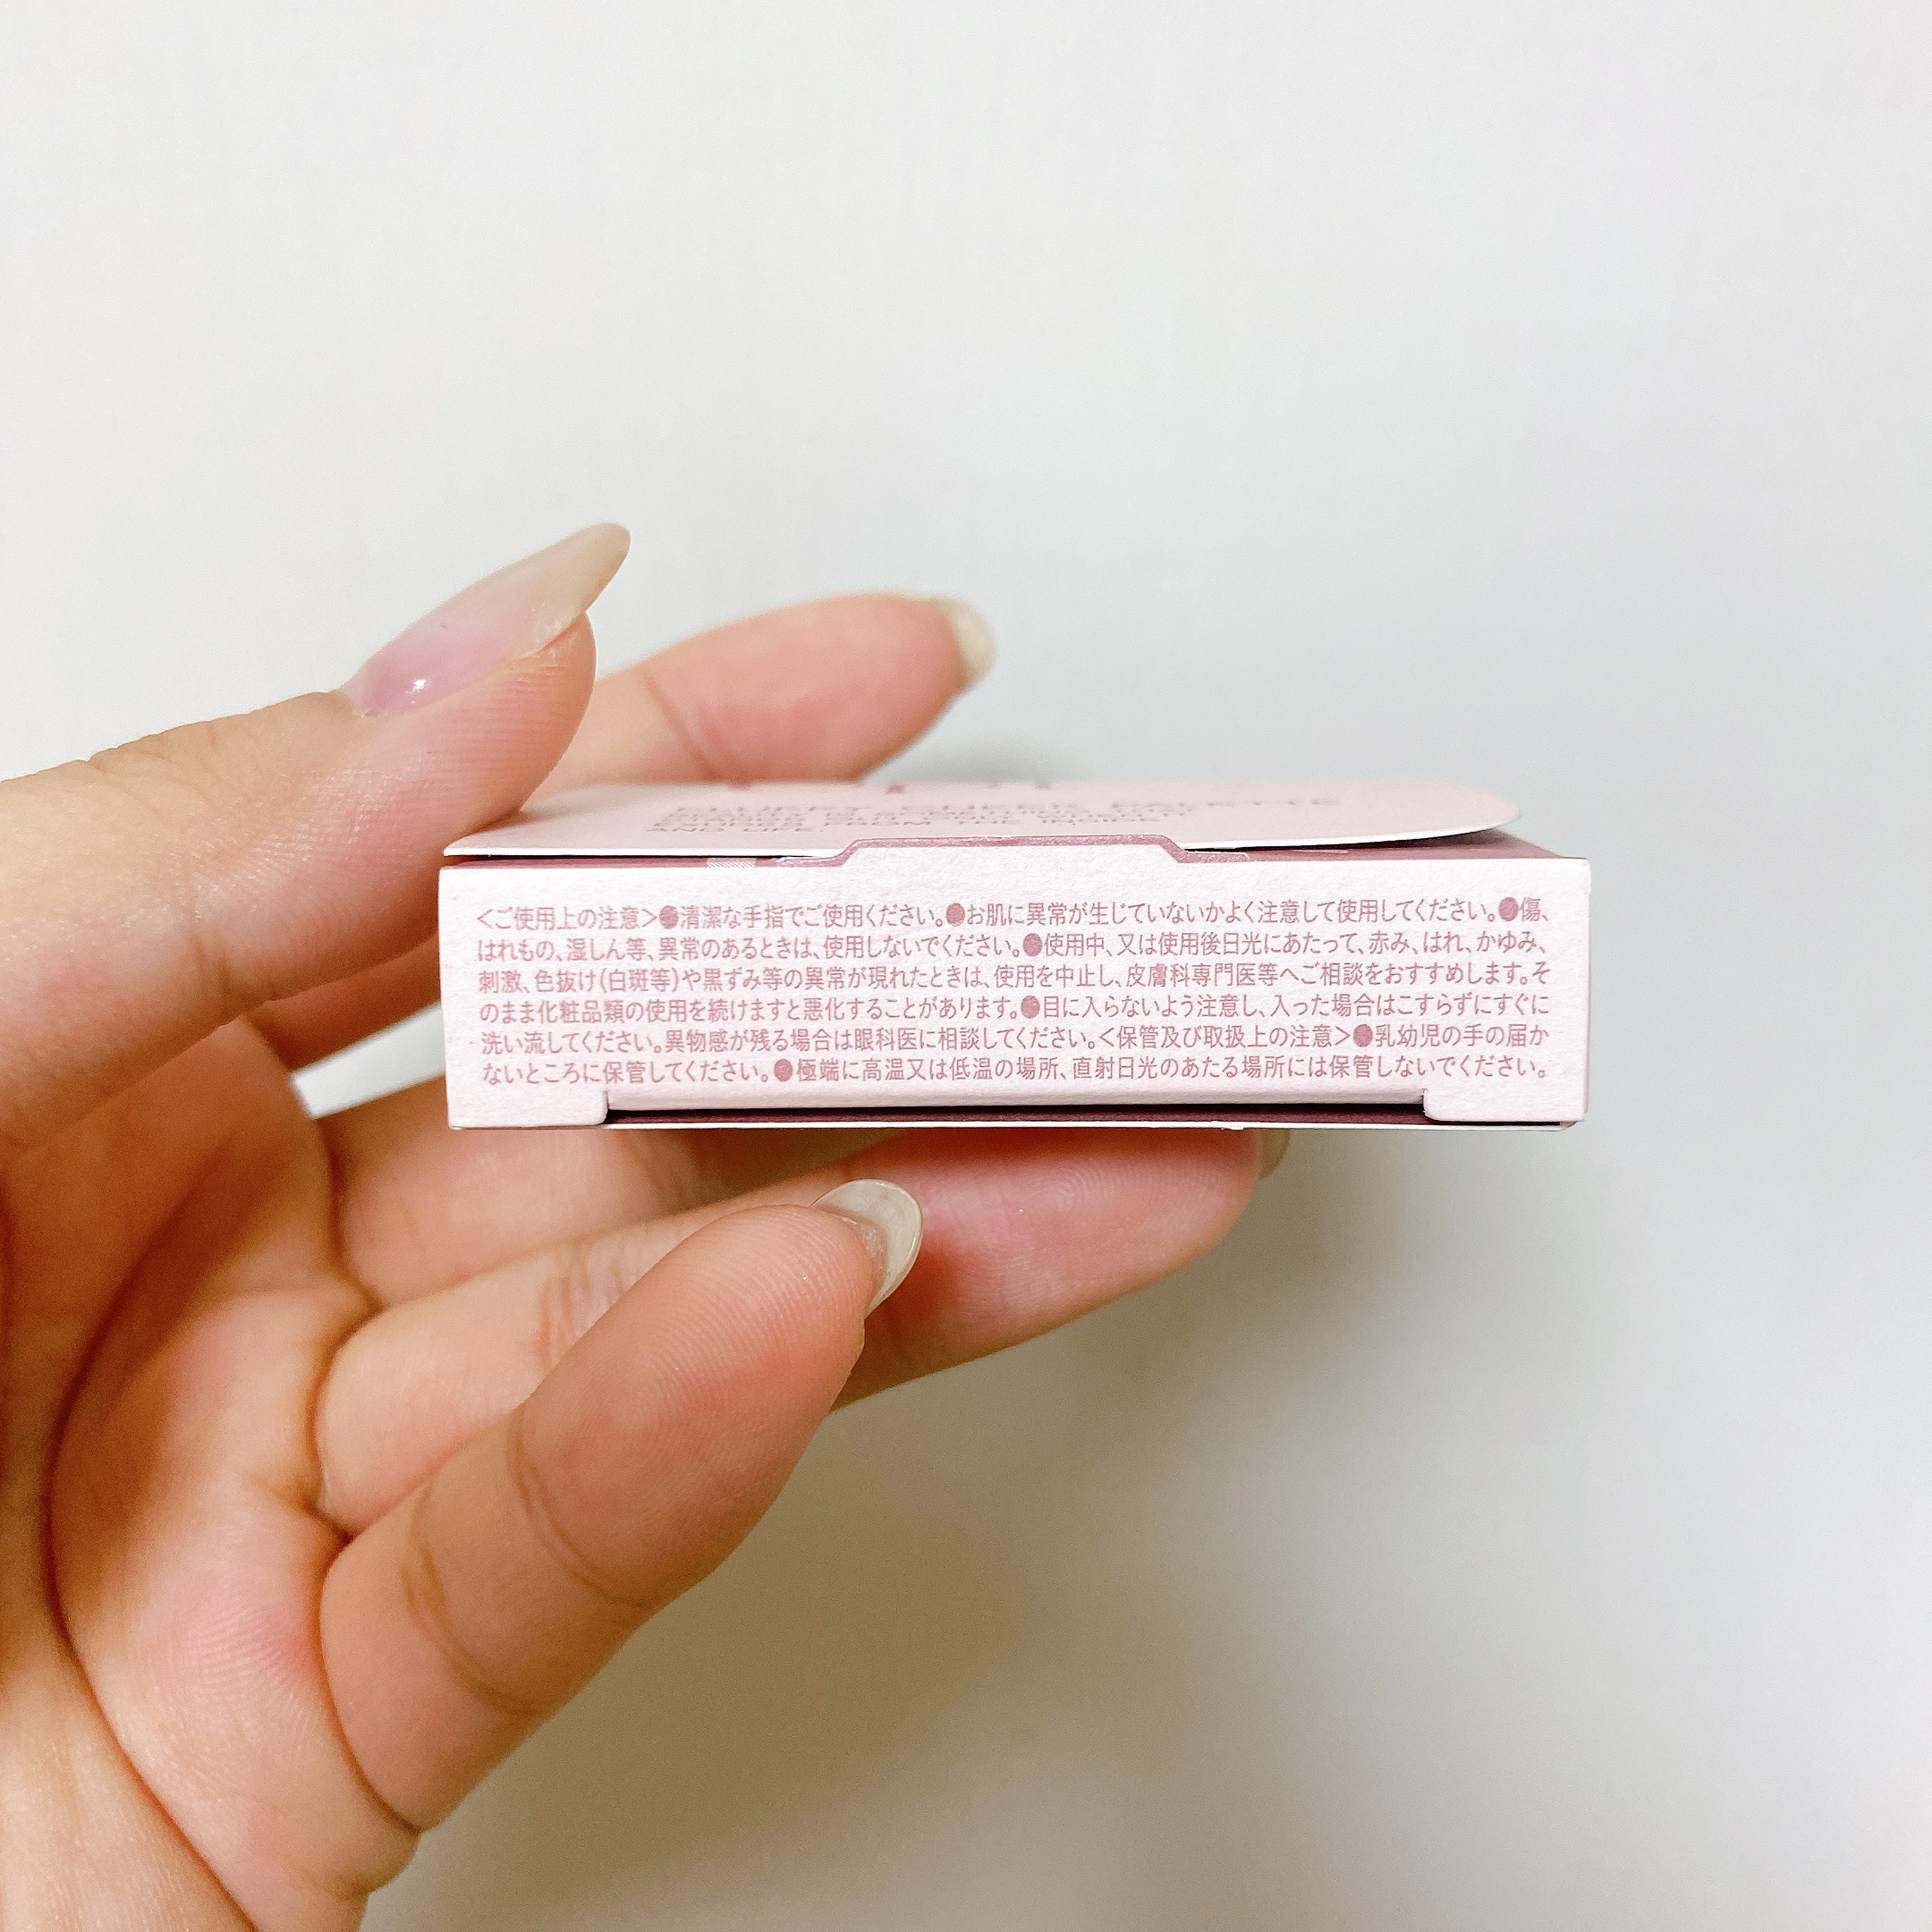 FLUFFY CHEER PALETTE
AND LIFE.
<ご使用上の注意>●清潔な手指でご使用ください。●お肌に異常が生じていないかよく注意して使用してください。●傷、
はれもの、湿しん等、異常のあるときは、使用しないでください。●使用中、又は使用後日光にあたって、赤み、はれ、かゆみ、
刺激、色抜け(白斑等)や黒ずみ等の異常が現れたときは、使用を中止し、皮膚科専門医等へご相談をおすすめします。そ
のまま化粧品類の使用を続けますと悪化することがあります。●目に入らないよう注意し、入った場合はこすらずにすぐに
洗い流してください。異物感が残る場合は眼科医に相談してください。<保管及び取扱上の注意>●乳幼児の手の届か
ないところに保管してください。●極端に高温又は低温の場所、直射日光のあたる場所には保管しないでください。